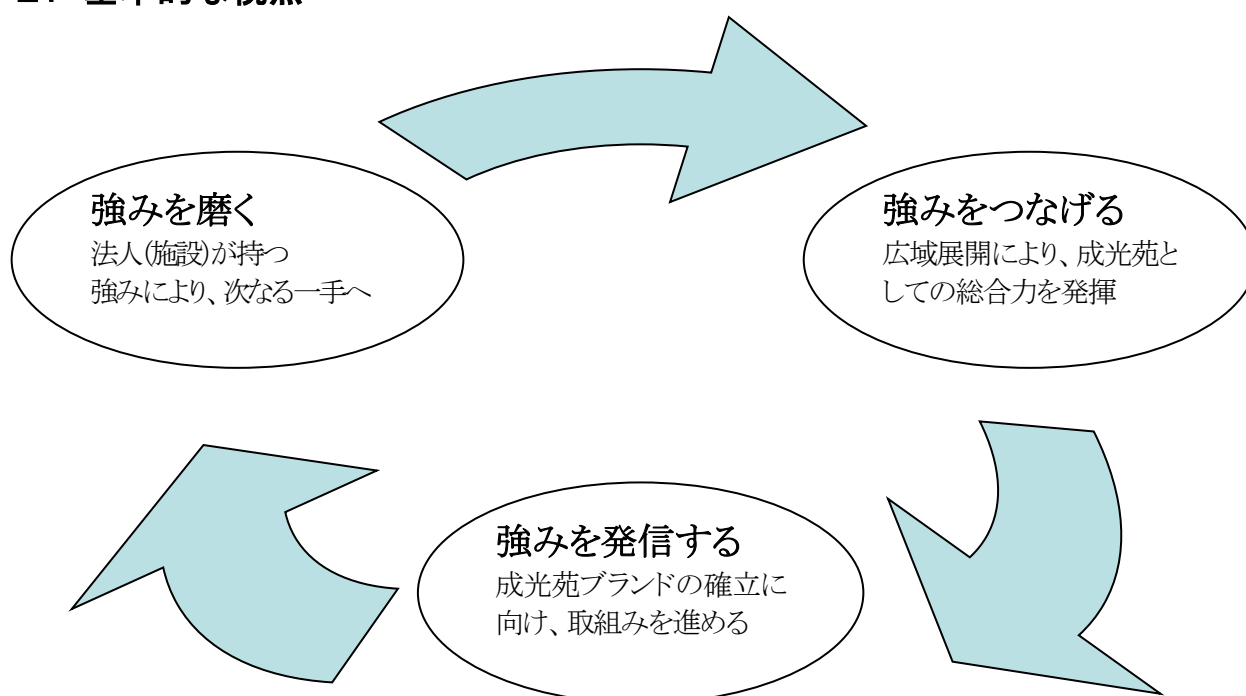 強みを磨く
法人(施設)が持つ
強みにより、次なる一手へ
強みをつなげる
広域展開により、成光苑と
しての総合力を発揮
強みを発信する
成光苑ブランドの確立に
向け、取組みを進める